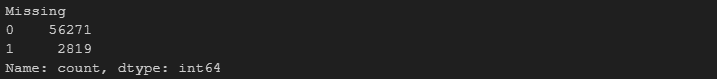 Missing
0    56271
1     2819
Name: count, dtype: int64